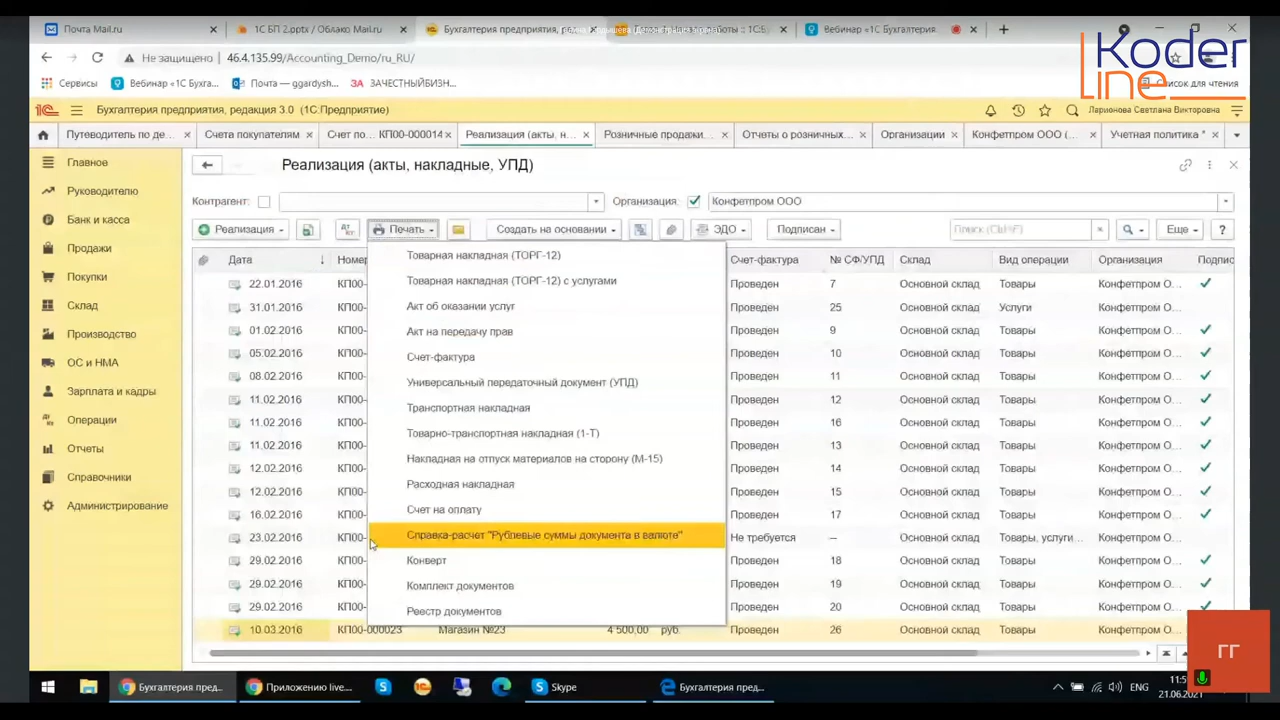 Почта Mail.ru
1С БП 2.pptx / Облако Mail.ru
Бухгалтерия предприятия, р
Вебинар «1С Бухгалтерия.
Koder
line
Не защищено
46.4.135.99/Accounting_Demo/ru_RU/
Сервисы
Вебинар «1С Бухга...
Почта — ggardysh...
ЗАЧЕСТНЫЙБИЗН...
Список для чтения
1С
Бухгалтерия предприятия, редакция 3.0 (1С:Предприятие)
Ларионова Светлана Викторовна
Путеводитель по де...
Счета покупателям
Счет по... КП00-000014
Реализация (акты, н...
Розничные продажи...
Отчеты о розничных...
Организации
Конфетпром ООО (...
Учетная политика *
Главное
Руководителю
Банк и касса
Продажи
Покупки
Склад
Производство
ОС и НМА
Зарплата и кадры
Операции
Отчеты
Справочники
Администрирование
Реализация (акты, накладные, УПД)
Контрагент:
Организация:
Конфетпром ООО
Реализация
Дт Кт
Печать
Создать на основании
ЭДО
Подписан
Поиск (Ctrl+F)
Еще
?
Дата
Номер
Счет-фактура
№ СФ/УПД
Склад
Вид операции
Организация
Подпис
Товарная накладная (ТОРГ-12)
Товарная накладная (ТОРГ-12) с услугами
Акт об оказании услуг
Акт на передачу прав
Счет-фактура
Универсальный передаточный документ (УПД)
Транспортная накладная
Товарно-транспортная накладная (1-Т)
Накладная на отпуск материалов на сторону (М-15)
Расходная накладная
Счет на оплату
Справка-расчет "Рублевые суммы документа в валюте"
Конверт
Комплект документов
Реестр документов
22.01.2016 КП00- Проведен 7 Основной склад Товары Конфетпром О...
31.01.2016 КП00- Проведен 25 Основной склад Услуги Конфетпром О...
01.02.2016 КП00- Проведен 9 Основной склад Товары Конфетпром О...
05.02.2016 КП00- Проведен 10 Основной склад Товары Конфетпром О...
08.02.2016 КП00- Проведен 11 Основной склад Товары Конфетпром О...
11.02.2016 КП00- Проведен 12 Основной склад Товары Конфетпром О...
11.02.2016 КП00- Проведен 16 Основной склад Товары Конфетпром О...
11.02.2016 КП00- Проведен 13 Основной склад Товары Конфетпром О...
12.02.2016 КП00- Проведен 14 Основной склад Товары Конфетпром О...
12.02.2016 КП00- Проведен 15 Основной склад Товары Конфетпром О...
16.02.2016 КП00- Проведен 17 Основной склад Товары Конфетпром О...
23.02.2016 КП00- Не требуется – Основной склад Товары, услуги... Конфетпром О...
29.02.2016 КП00- Проведен 18 Основной склад Товары Конфетпром О...
29.02.2016 КП00- Проведен 19 Основной склад Товары Конфетпром О...
29.02.2016 КП00- Проведен 20 Основной склад Товары Конфетпром О...
10.03.2016 КП00-000023 Магазин №23 4 500,00 руб. Проведен 26 Основной склад Товары Конфетпром О...
ГГ
Бухгалтерия пред...
Приложению live...
Skype
Бухгалтерия пред...
ENG
21.06.2021